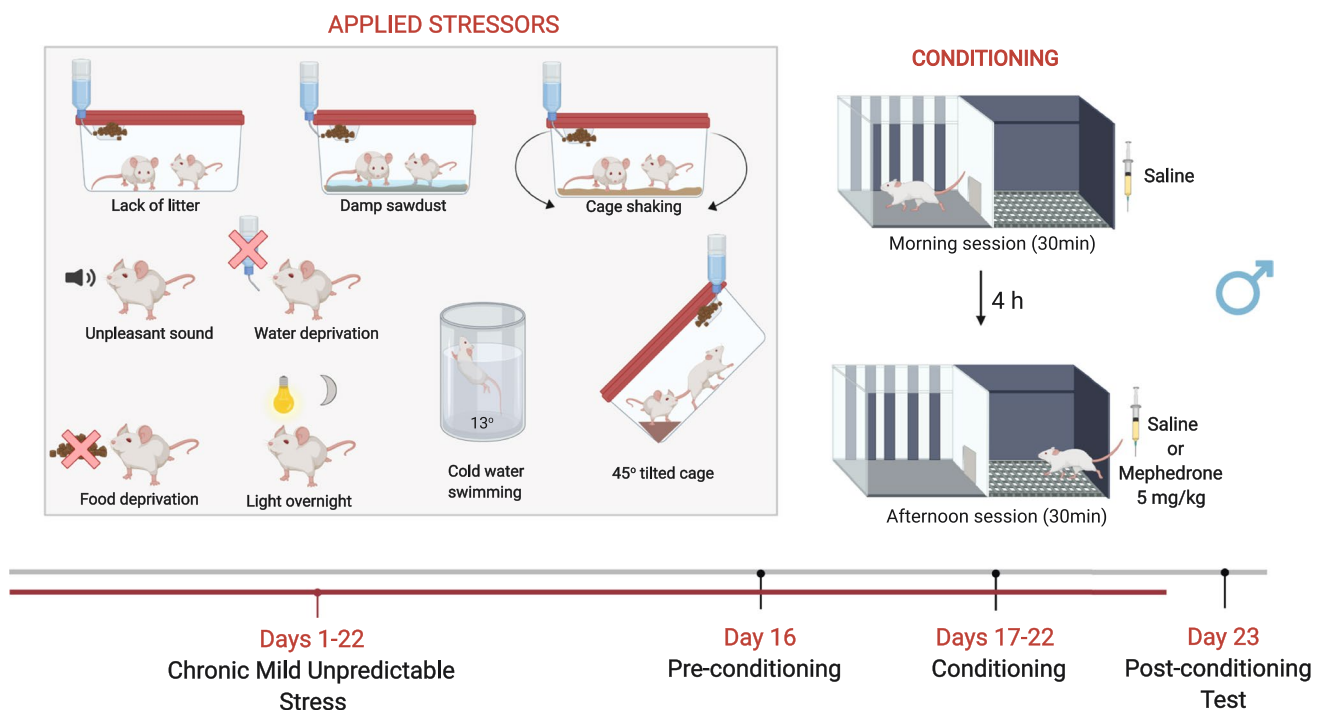 APPLIED STRESSORS
Lack of litter
Damp sawdust
Cage shaking
Unpleasant sound
Water deprivation
Food deprivation
Light overnight
13º
Cold water
swimming
45º tilted cage
CONDITIONING
Saline
Morning session (30min)
4 h
Saline
or
Mephedrone
5 mg/kg
Afternoon session (30min)
Days 1-22
Chronic Mild Unpredictable
Stress
Day 16
Pre-conditioning
Days 17-22
Conditioning
Day 23
Post-conditioning
Test